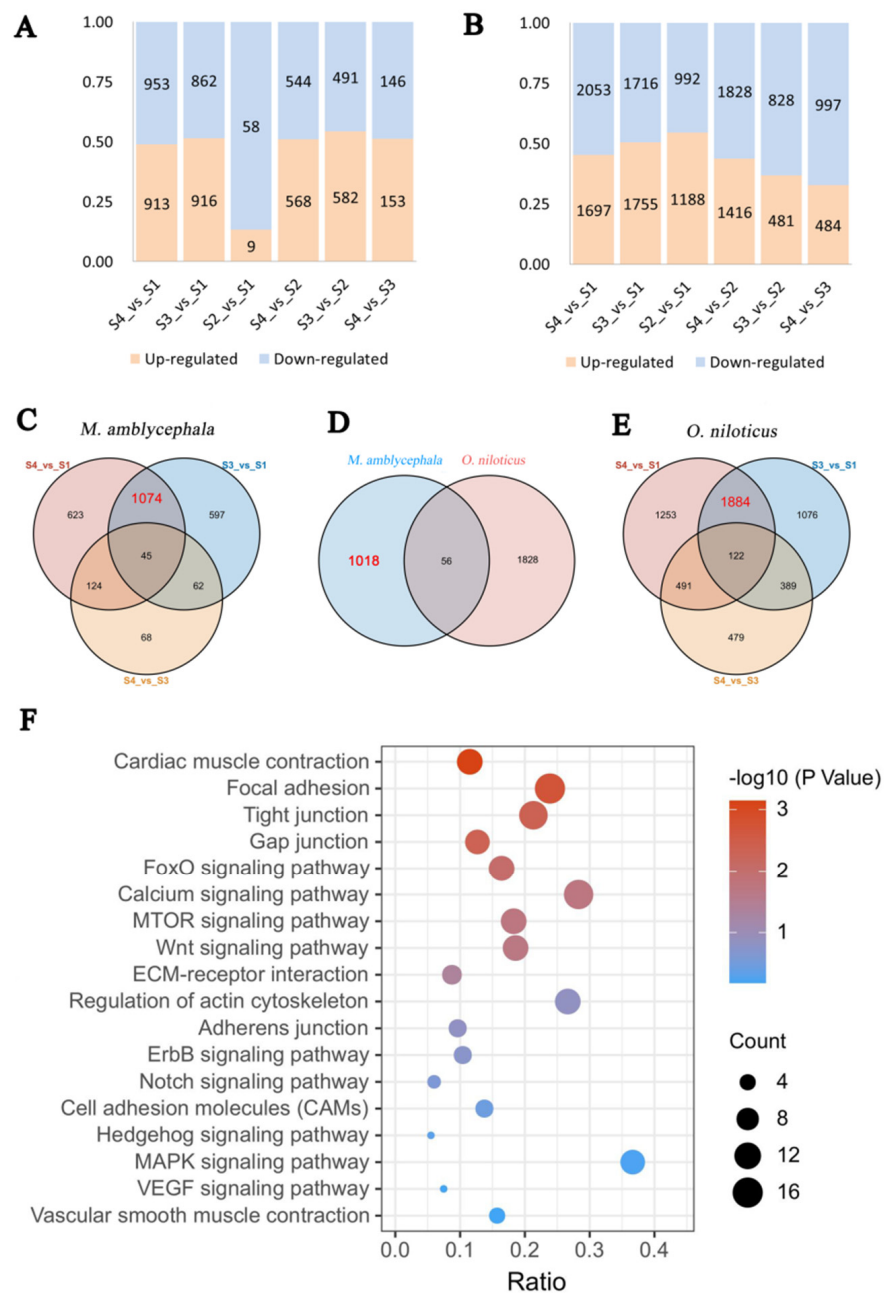 A
1.00
0.75
0.50
0.25
0.00
953 862 58 544 491 146
913 916 9 568 582 153
S4_vs_S1 S3_vs_S1 S2_vs_S1 S4_vs_S2 S3_vs_S2 S4_vs_S3
Up-regulated Down-regulated
B
1.00
0.75
0.50
0.25
0.00
2053 1716 992 1828 828 997
1697 1755 1188 1416 481 484
S4_vs_S1 S3_vs_S1 S2_vs_S1 S4_vs_S2 S3_vs_S2 S4_vs_S3
Up-regulated Down-regulated
C
M. amblycephala
S4_vs_S1 S3_vs_S1
623 1074 597
45
124 62
68
S4_vs_S3
D
M. amblycephala O. niloticus
1018 56 1828
E
O. niloticus
S4_vs_S1 S3_vs_S1
1253 1884 1076
122
491 389
479
S4_vs_S3
F
Cardiac muscle contraction
Focal adhesion
Tight junction
Gap junction
FoxO signaling pathway
Calcium signaling pathway
MTOR signaling pathway
Wnt signaling pathway
ECM-receptor interaction
Regulation of actin cytoskeleton
Adherens junction
ErbB signaling pathway
Notch signaling pathway
Cell adhesion molecules (CAMs)
Hedgehog signaling pathway
MAPK signaling pathway
VEGF signaling pathway
Vascular smooth muscle contraction
0.0 0.1 0.2 0.3 0.4
Ratio
-log10 (P Value)
3
2
1
Count
4
8
12
16